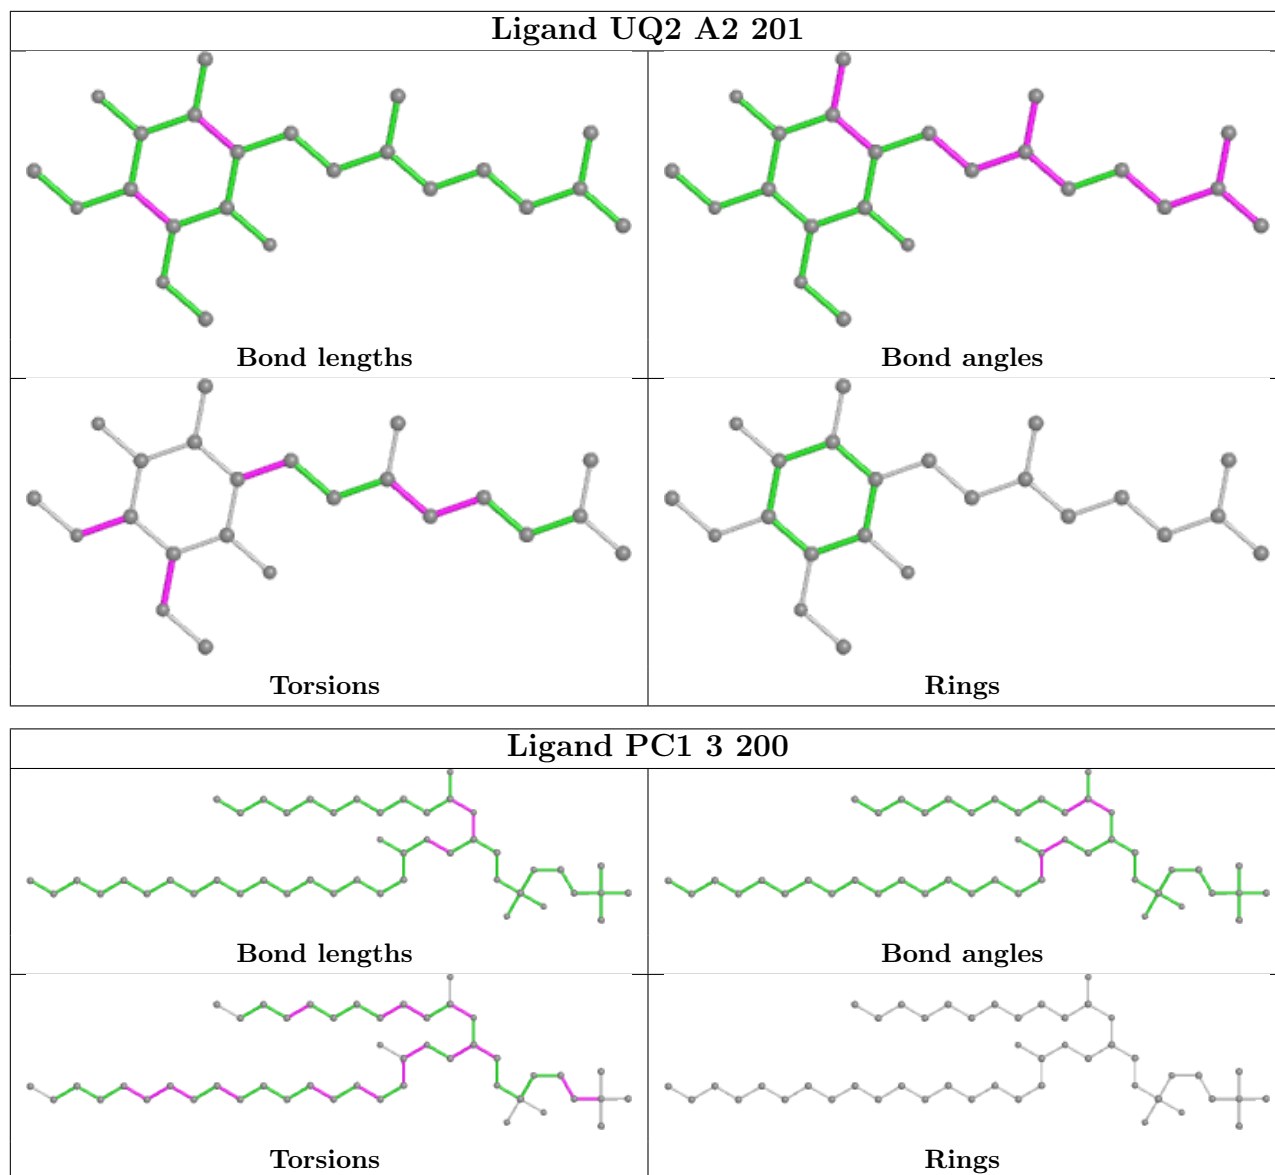 Ligand UQ2 A2 201
Bond lengths
Bond angles
Torsions
Rings
Ligand PC1 3 200
Bond lengths
Bond angles
Torsions
Rings